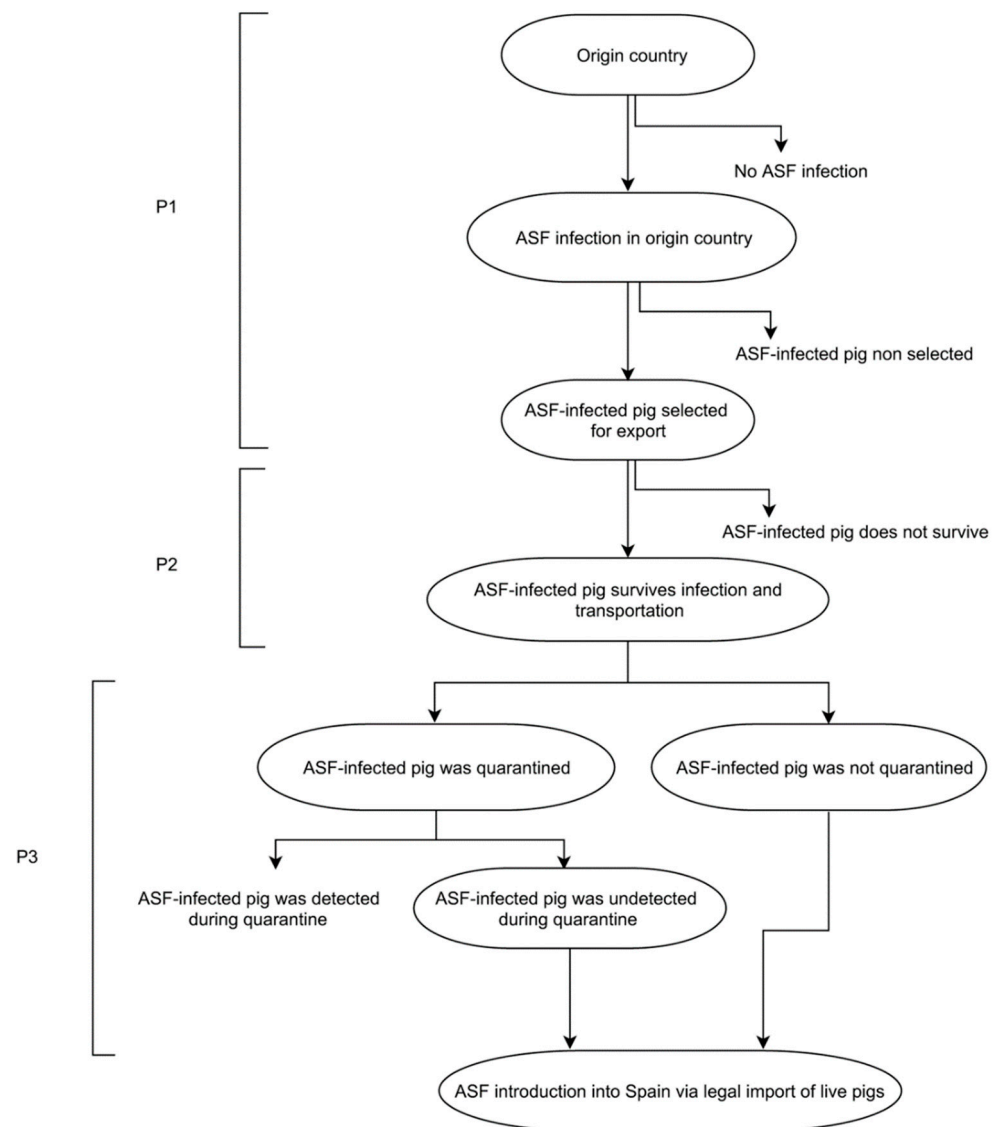 Origin country
No ASF infection
P1
ASF infection in origin country
ASF-infected pig non selected
ASF-infected pig selected
for export
ASF-infected pig does not survive
P2
ASF-infected pig survives infection and
transportation
ASF-infected pig was quarantined
ASF-infected pig was not quarantined
P3
ASF-infected pig was detected
during quarantine
ASF-infected pig was undetected
during quarantine
ASF introduction into Spain via legal import of live pigs